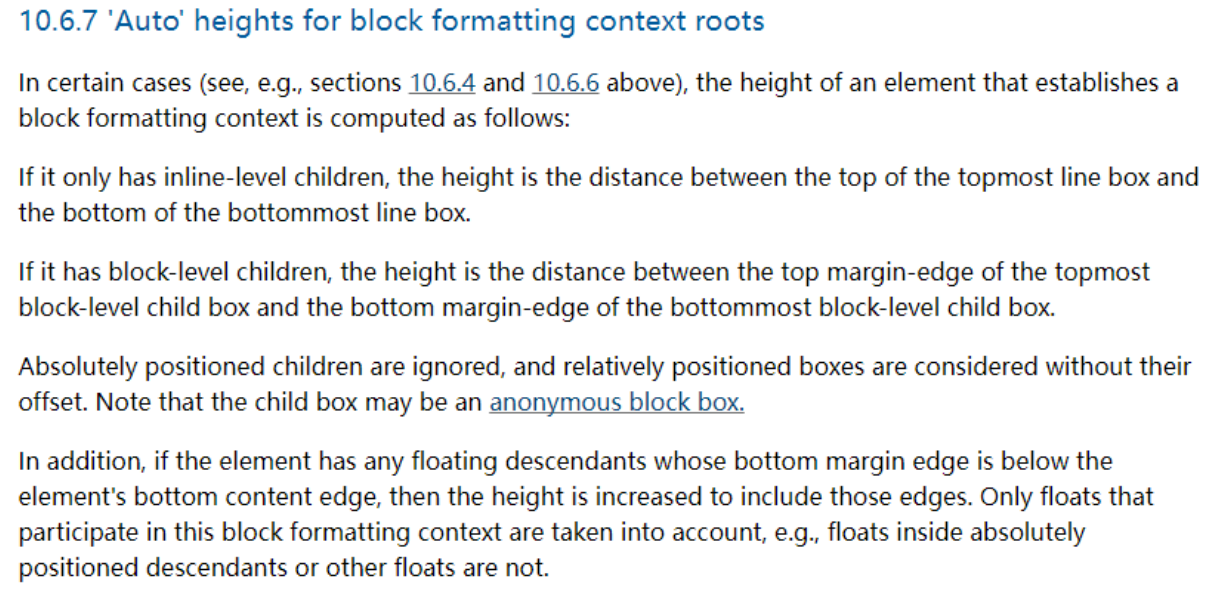 10.6.7 'Auto' heights for block formatting context roots
In certain cases (see, e.g., sections 10.6.4 and 10.6.6 above), the height of an element that establishes a
block formatting context is computed as follows:
If it only has inline-level children, the height is the distance between the top of the topmost line box and
the bottom of the bottommost line box.
If it has block-level children, the height is the distance between the top margin-edge of the topmost
block-level child box and the bottom margin-edge of the bottommost block-level child box.
Absolutely positioned children are ignored, and relatively positioned boxes are considered without their
offset. Note that the child box may be an anonymous block box.
In addition, if the element has any floating descendants whose bottom margin edge is below the
element's bottom content edge, then the height is increased to include those edges. Only floats that
participate in this block formatting context are taken into account, e.g., floats inside absolutely
positioned descendants or other floats are not.